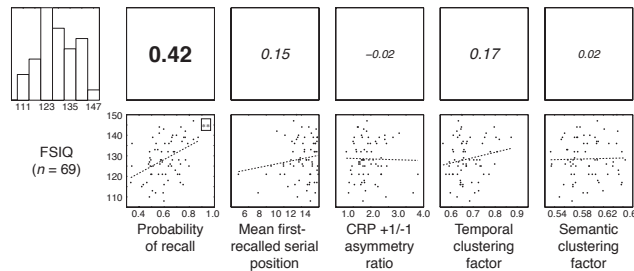 0.42
0.15
−0.02
0.17
0.02
111 123 135 147
150
140
130
120
110
**
FSIQ
(n = 69)
0.4 0.6 0.8 1.0
6 8 10 12 14
1.0 2.0 3.0 4.0
0.6 0.7 0.8 0.9
0.54 0.58 0.62
Probability
of recall
Mean first-
recalled serial
position
CRP +1/-1
asymmetry
ratio
Temporal
clustering
factor
Semantic
clustering
factor